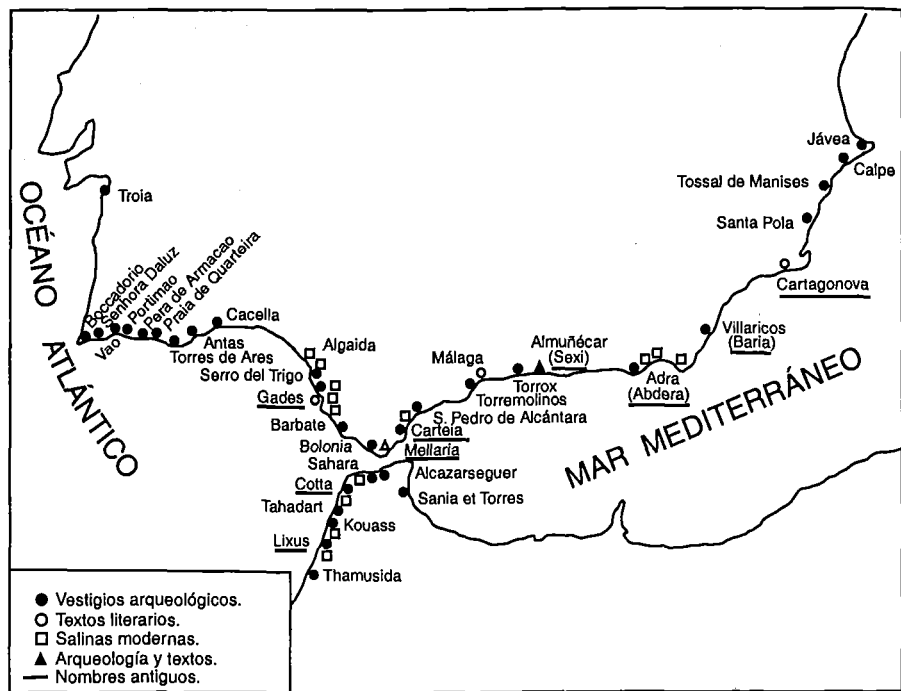 OCÉANO ATLÁNTICO
Troia
Boccadorio
Senhora Daluz
Vao
Portimao
Pera de Armacao
Praia de Quarteira
Torres de Ares
Antas
Cacella
Serro del Trigo
Algaida
Gades
Barbate
Bolonia
Sahara
Mellaria
Carteia
S. Pedro de Alcántara
Málaga
Torremolinos
Torrox
Almuñécar
(Sexi)
Adra
(Abdera)
Villaricos
(Baria)
Cartagonova
Santa Pola
Tossal de Manises
Calpe
Jávea
MAR MEDITERRÁNEO
Alcazarseguer
Sania et Torres
Cotta
Tahadart
Kouass
Lixus
Thamusida
Vestigios arqueológicos.
Textos literarios.
Salinas modernas.
Arqueología y textos.
Nombres antiguos.